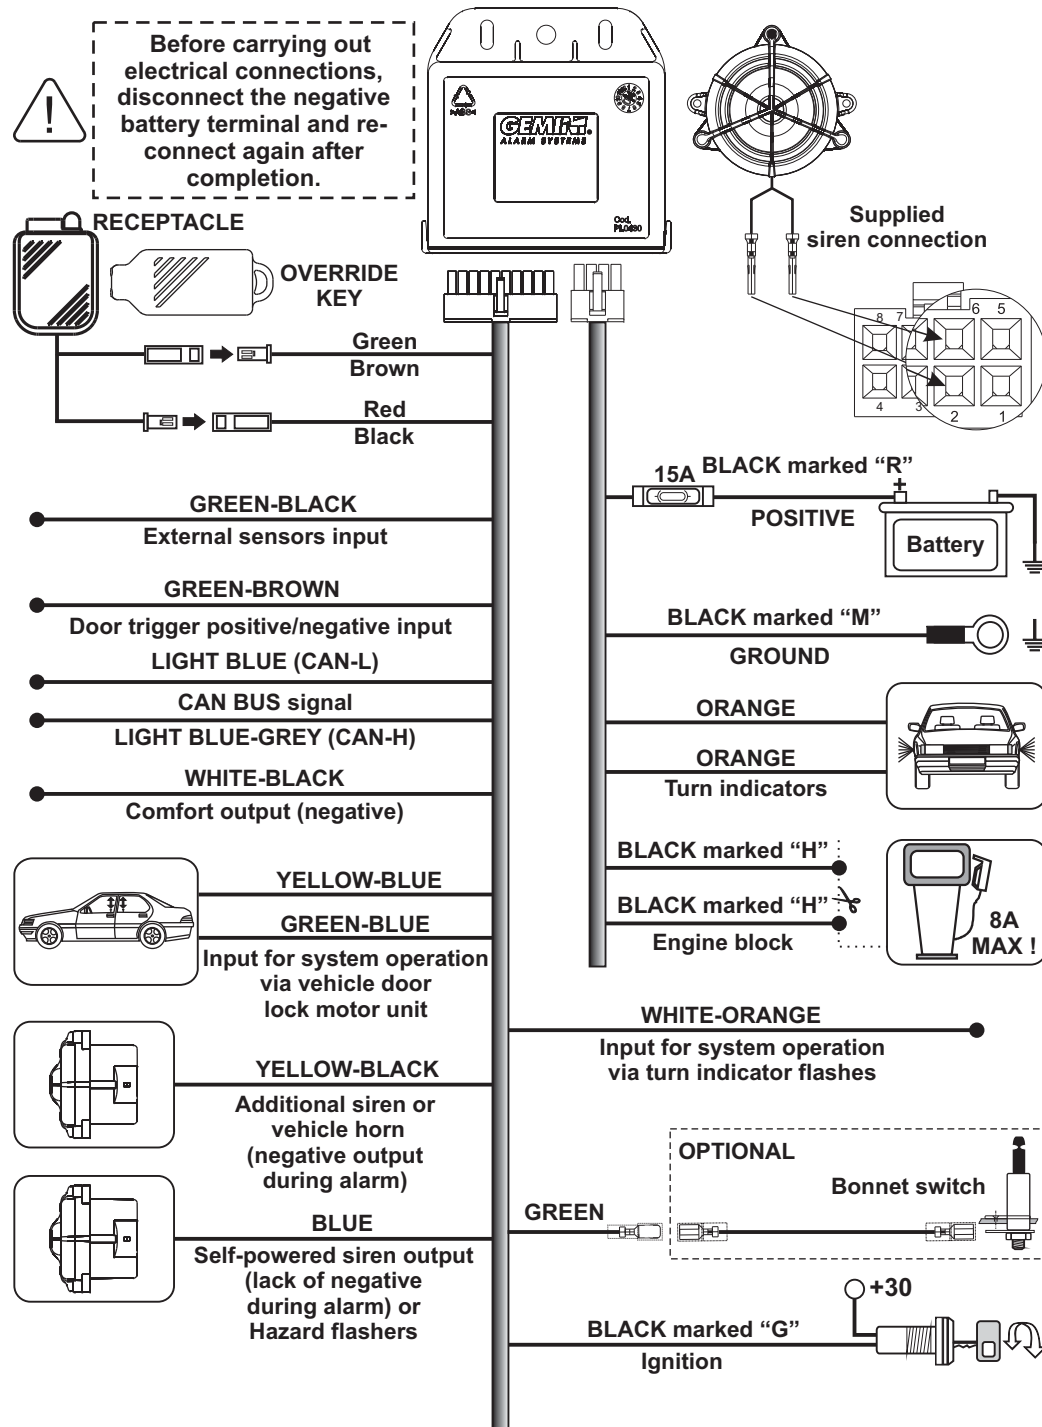 Before carrying out
electrical connections,
disconnect the negative
battery terminal and re-
connect again after
completion.
>ABS<
GEMINI.
ALARM SYSTEMS
Cod.
RECEPTACLE
OVERRIDE
KEY
Supplied
siren connection
8 7 6 5
4 3 2 1
Green
Brown
Red
Black
GREEN-BLACK
External sensors input
GREEN-BROWN
Door trigger positive/negative input
LIGHT BLUE (CAN-L)
CAN BUS signal
LIGHT BLUE-GREY (CAN-H)
WHITE-BLACK
Comfort output (negative)
YELLOW-BLUE
GREEN-BLUE
Input for system operation
via vehicle door
lock motor unit
YELLOW-BLACK
Additional siren or
vehicle horn
(negative output
during alarm)
BLUE
Self-powered siren output
(lack of negative
during alarm) or
Hazard flashers
15A
BLACK marked “R”
+
POSITIVE
Battery
BLACK marked “M”
GROUND
ORANGE
ORANGE
Turn indicators
BLACK marked “H”
BLACK marked “H”
Engine block
8A
MAX !
WHITE-ORANGE
Input for system operation
via turn indicator flashes
OPTIONAL
Bonnet switch
GREEN
+30
BLACK marked “G”
Ignition